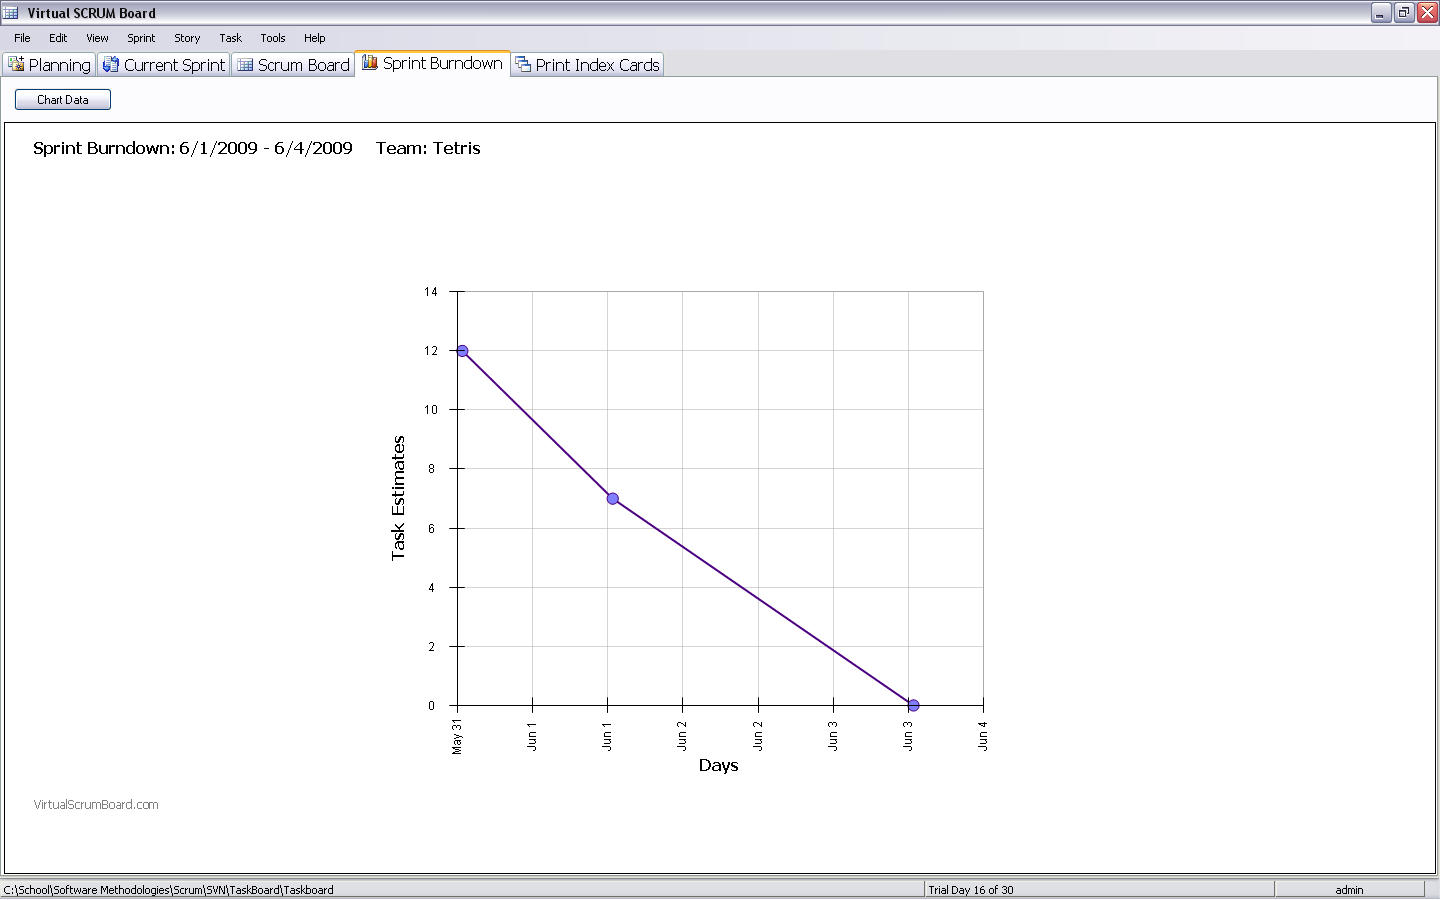 Virtual SCRUM Board
File Edit View Sprint Story Task Tools Help
Planning Current Sprint Scrum Board Sprint Burndown Print Index Cards
Chart Data
Sprint Burndown: 6/1/2009 - 6/4/2009 Team: Tetris
14
12
10
8
6
4
2
0
Task Estimates
May 31 Jun 1 Jun 1 Jun 2 Jun 2 Jun 3 Jun 3 Jun 4
Days
VirtualScrumBoard.com
C:\School\Software Methodologies\Scrum\SVN\TaskBoard\Taskboard Trial Day 16 of 30 admin